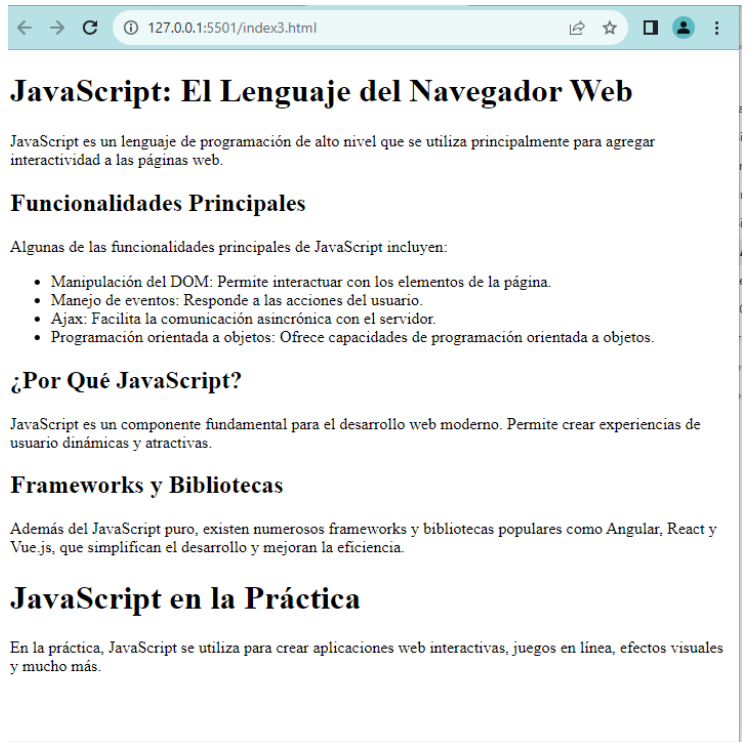 127.0.0.1:5501/index3.html
JavaScript: El Lenguaje del Navegador Web
JavaScript es un lenguaje de programación de alto nivel que se utiliza principalmente para agregar
interactividad a las páginas web.
Funcionalidades Principales
Algunas de las funcionalidades principales de JavaScript incluyen:
• Manipulación del DOM: Permite interactuar con los elementos de la página.
• Manejo de eventos: Responde a las acciones del usuario.
• Ajax: Facilita la comunicación asincrónica con el servidor.
• Programación orientada a objetos: Ofrece capacidades de programación orientada a objetos.
¿Por Qué JavaScript?
JavaScript es un componente fundamental para el desarrollo web moderno. Permite crear experiencias de
usuario dinámicas y atractivas.
Frameworks y Bibliotecas
Además del JavaScript puro, existen numerosos frameworks y bibliotecas populares como Angular, React y
Vue.js, que simplifican el desarrollo y mejoran la eficiencia.
JavaScript en la Práctica
En la práctica, JavaScript se utiliza para crear aplicaciones web interactivas, juegos en línea, efectos visuales
y mucho más.